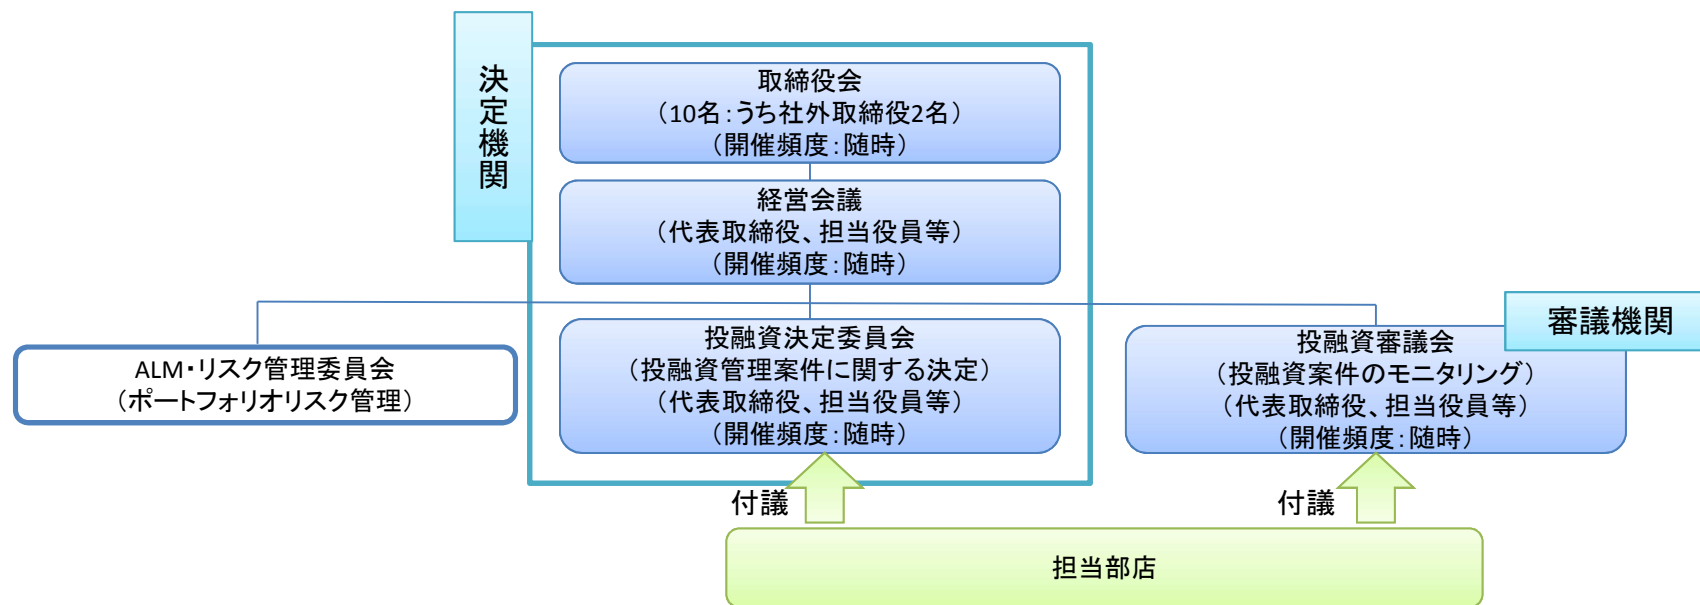 決定機関
取締役会
（10名：うち社外取締役2名）
（開催頻度：随時）
経営会議
（代表取締役、担当役員等）
（開催頻度：随時）
審議機関
ALM・リスク管理委員会
（ポートフォリオリスク管理）
投融資決定委員会
（投融資管理案件に関する決定）
（代表取締役、担当役員等）
（開催頻度：随時）
投融資審議会
（投融資案件のモニタリング）
（代表取締役、担当役員等）
（開催頻度：随時）
付議
付議
担当部店